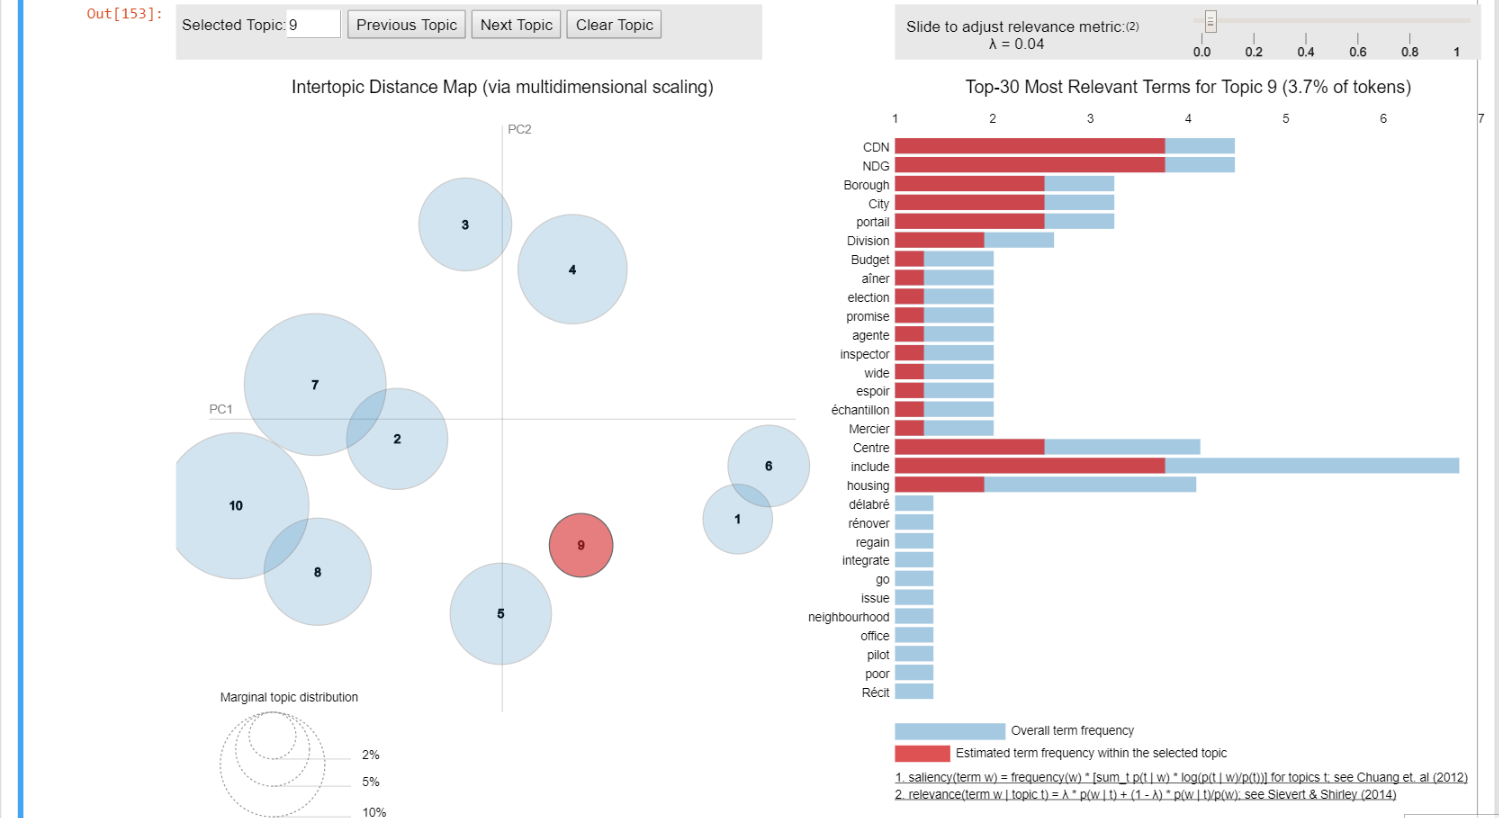 Out[153]:
Selected Topic: 9 Previous Topic Next Topic Clear Topic
Slide to adjust relevance metric:(2)
λ = 0.04
0.0 0.2 0.4 0.6 0.8 1
Intertopic Distance Map (via multidimensional scaling)
PC2
PC1
3
4
7
2
6
10
1
9
8
5
Marginal topic distribution
2%
5%
10%
Top-30 Most Relevant Terms for Topic 9 (3.7% of tokens)
1 2 3 4 5 6 7
CDN
NDG
Borough
City
portail
Division
Budget
aîner
election
promise
agente
inspector
wide
espoir
échantillon
Mercier
Centre
include
housing
délabré
rénover
regain
integrate
go
issue
neighbourhood
office
pilot
poor
Récit
Overall term frequency
Estimated term frequency within the selected topic
1. saliency(term w) = frequency(w) * [sum_t p(t | w) * log(p(t | w)/p(t))] for topics t; see Chuang et. al (2012)
2. relevance(term w | topic t) = λ * p(w | t) + (1 - λ) * p(w | t)/p(w); see Sievert & Shirley (2014)